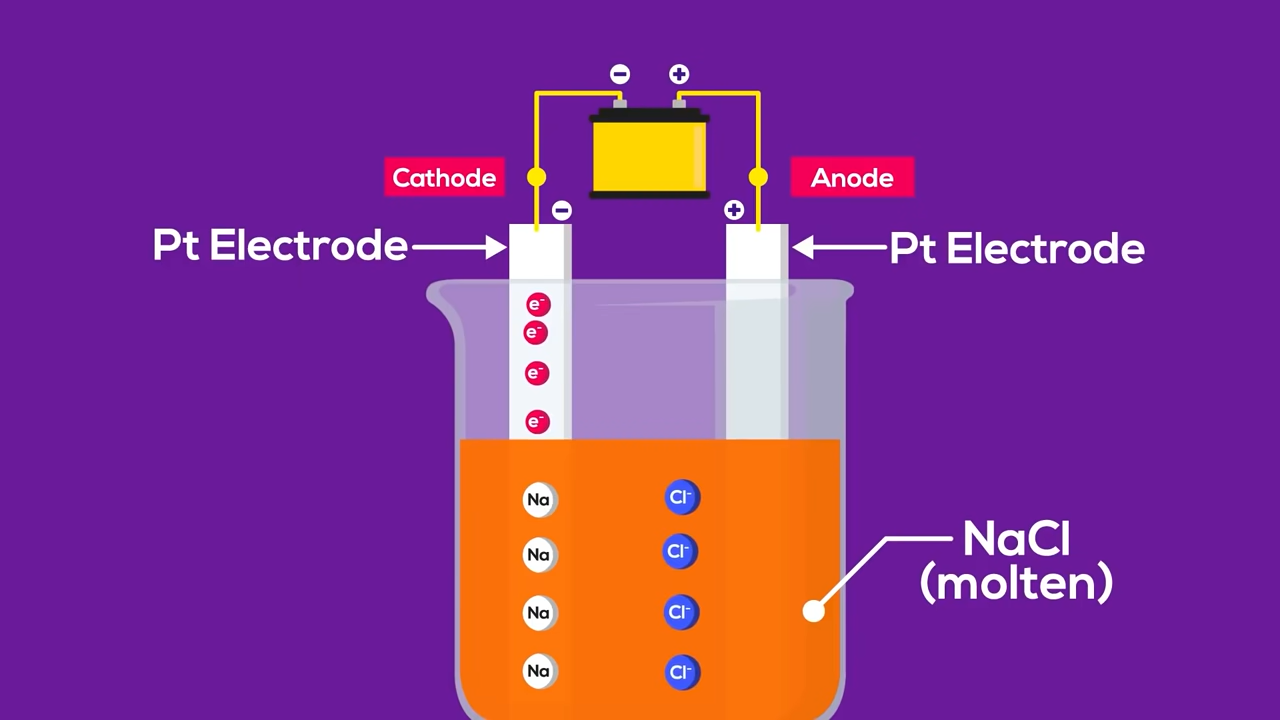 − +
Cathode Anode
− +
Pt Electrode Pt Electrode
e⁻
e⁻
e⁻
e⁻
Na Cl⁻
Na Cl⁻
NaCl
(molten)
Na Cl⁻
Na Cl⁻